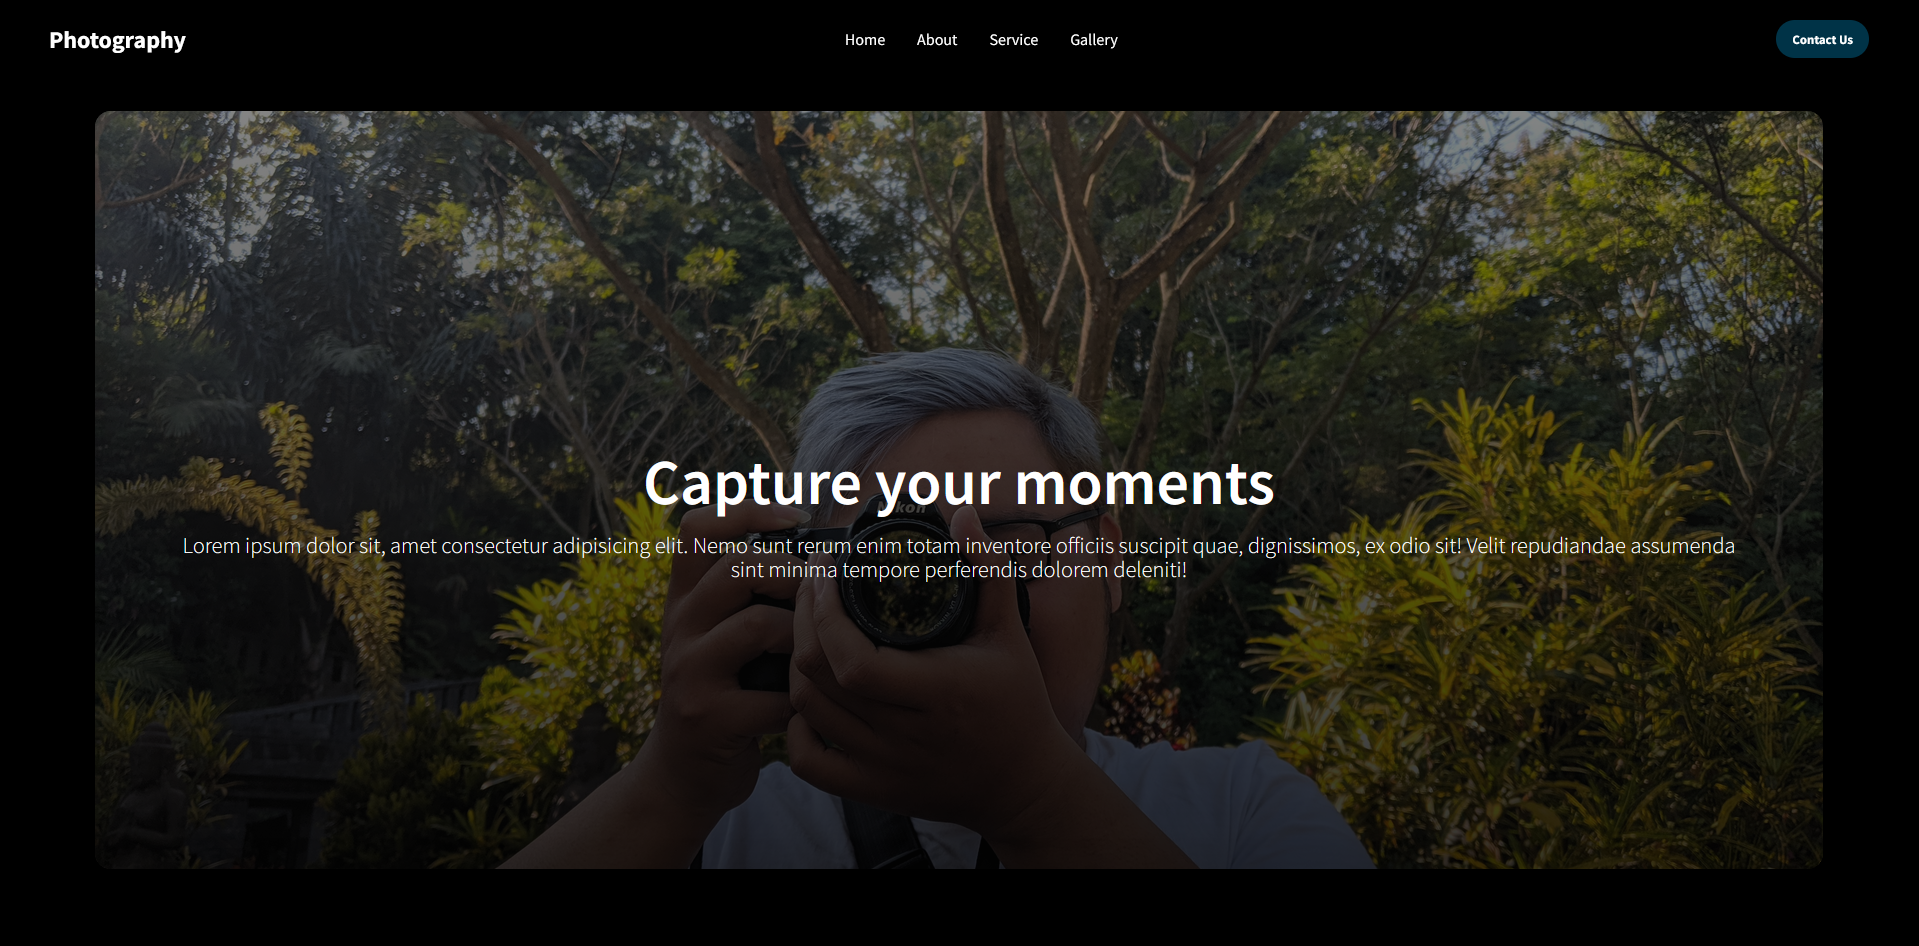 Photography
Home About Service Gallery
Contact Us
Capture your moments
Lorem ipsum dolor sit, amet consectetur adipisicing elit. Nemo sunt rerum enim totam inventore officiis suscipit quae, dignissimos, ex odio sit! Velit repudiandae assumenda
sint minima tempore perferendis dolorem deleniti!
Nikon